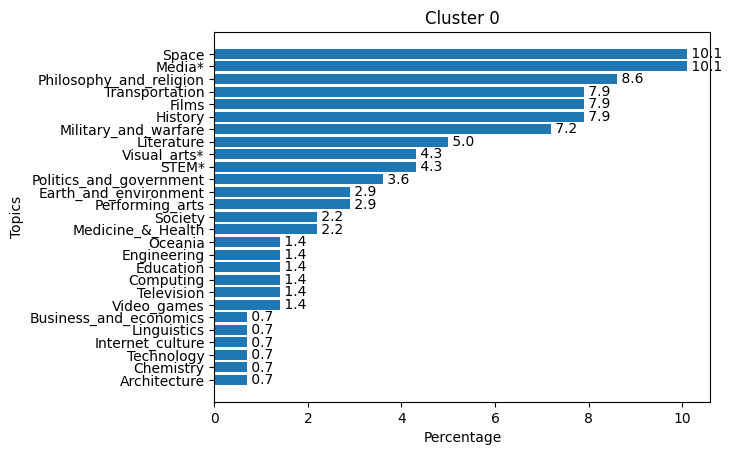 Cluster 0
Space 10.1
Media* 10.1
Philosophy_and_religion 8.6
Transportation 7.9
Films 7.9
History 7.9
Military_and_warfare 7.2
Literature 5.0
Visual_arts* 4.3
STEM* 4.3
Politics_and_government 3.6
Earth_and_environment 2.9
Performing_arts 2.9
Society 2.2
Medicine_&_Health 2.2
Oceania 1.4
Engineering 1.4
Education 1.4
Computing 1.4
Television 1.4
Video_games 1.4
Business_and_economics 0.7
Linguistics 0.7
Internet_culture 0.7
Technology 0.7
Chemistry 0.7
Architecture 0.7
Topics
0 2 4 6 8 10
Percentage